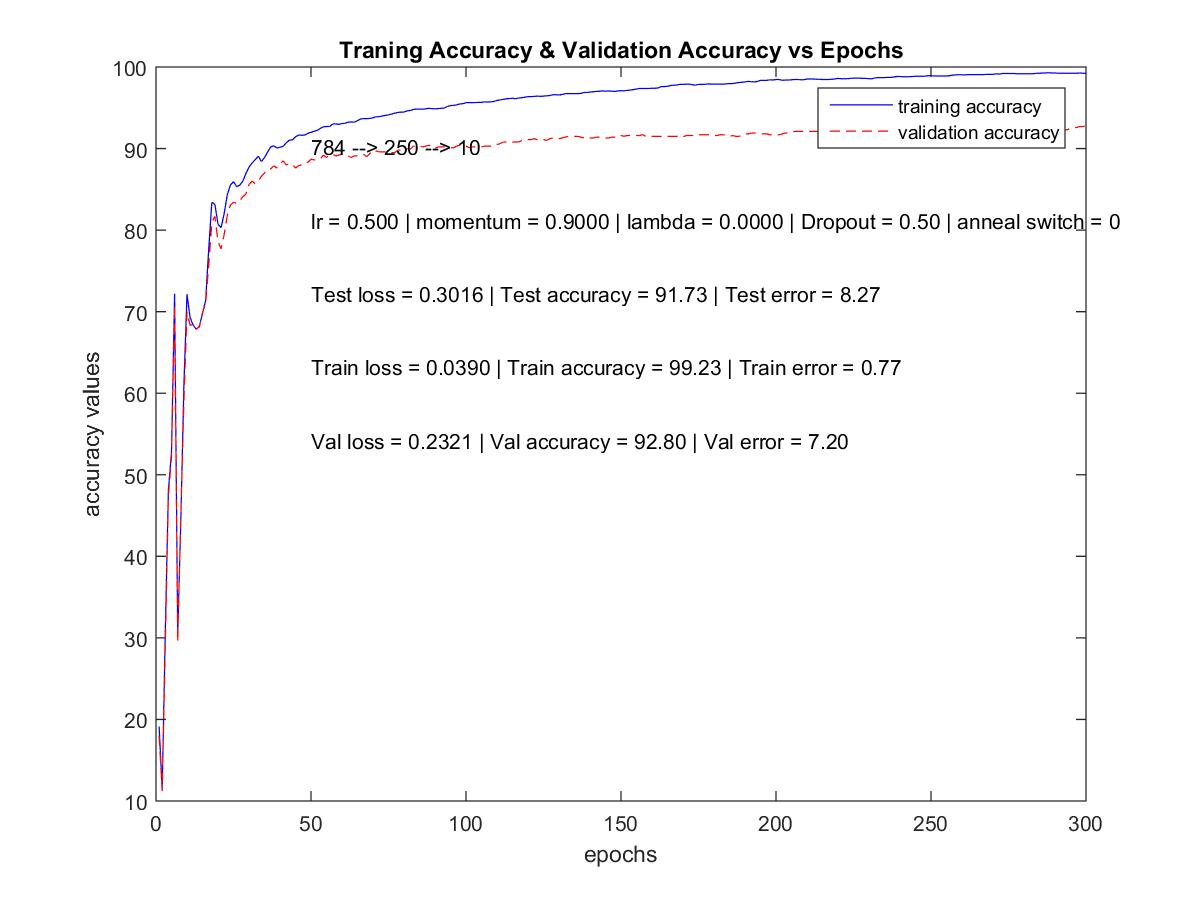 Traning Accuracy & Validation Accuracy vs Epochs
100
90
80
70
60
50
40
30
20
10
accuracy values
training accuracy
validation accuracy
784 --> 250 --> 10
lr = 0.500 | momentum = 0.9000 | lambda = 0.0000 | Dropout = 0.50 | anneal switch = 0
Test loss = 0.3016 | Test accuracy = 91.73 | Test error = 8.27
Train loss = 0.0390 | Train accuracy = 99.23 | Train error = 0.77
Val loss = 0.2321 | Val accuracy = 92.80 | Val error = 7.20
0 50 100 150 200 250 300
epochs